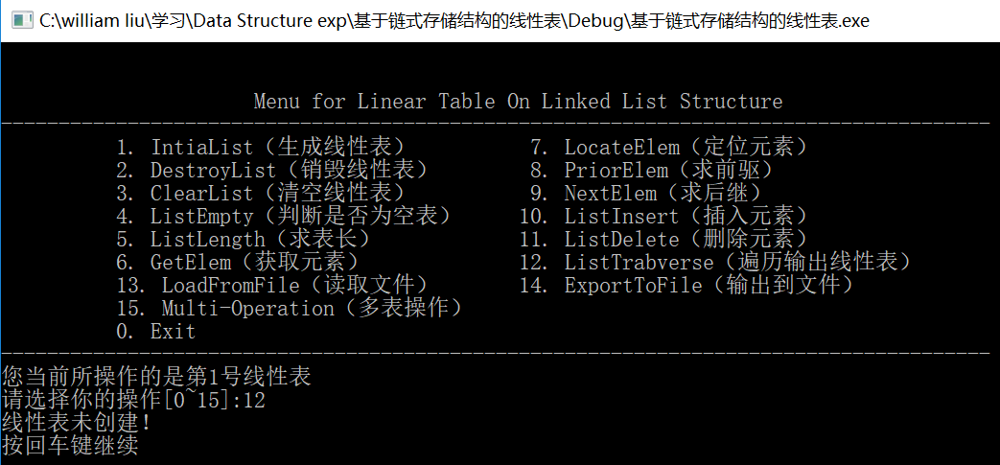 C:\william liu\学习\Data Structure exp\基于链式存储结构的线性表\Debug\基于链式存储结构的线性表.exe
Menu for Linear Table On Linked List Structure
1. IntiaList（生成线性表） 7. LocateElem（定位元素）
2. DestroyList（销毁线性表） 8. PriorElem（求前驱）
3. ClearList（清空线性表） 9. NextElem（求后继）
4. ListEmpty（判断是否为空表） 10. ListInsert（插入元素）
5. ListLength（求表长） 11. ListDelete（删除元素）
6. GetElem（获取元素） 12. ListTrabverse（遍历输出线性表）
13. LoadFromFile（读取文件） 14. ExportToFile（输出到文件）
15. Multi-Operation（多表操作）
0. Exit
您当前所操作的是第1号线性表
请选择你的操作[0~15]:12
线性表未创建！
按回车键继续